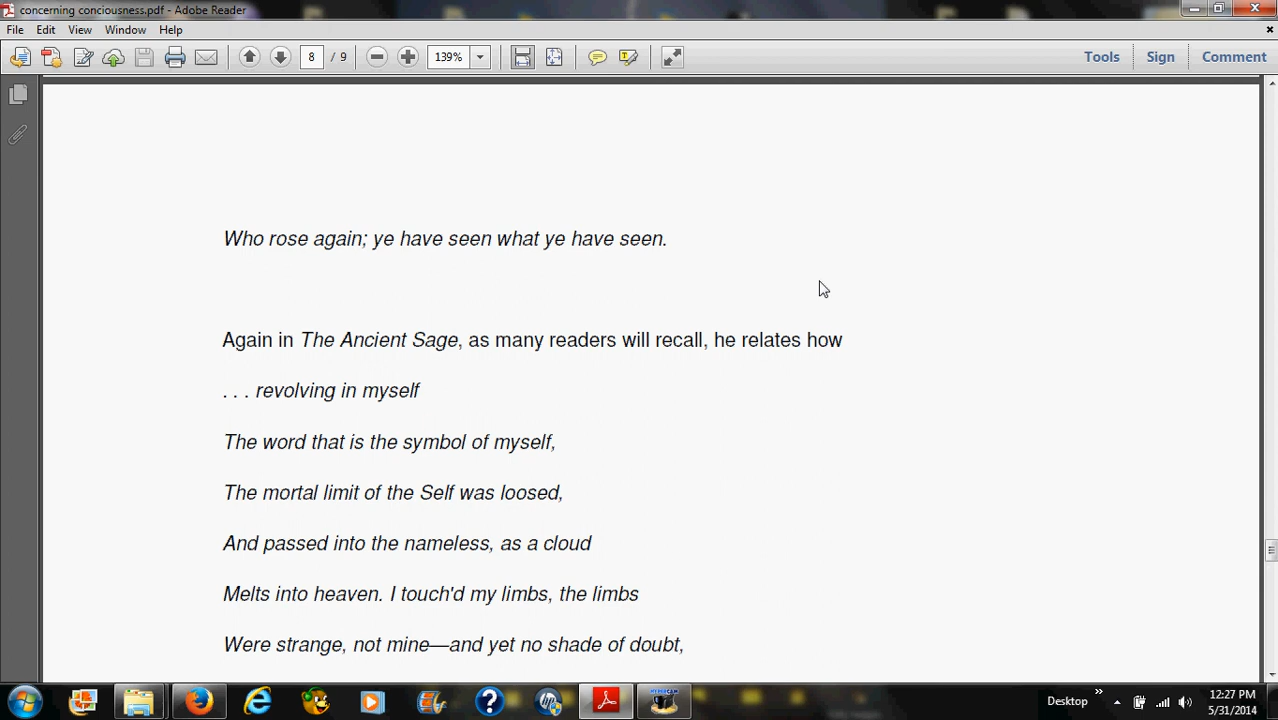 concerning conciousness.pdf - Adobe Reader
File Edit View Window Help
8 / 9 139% Tools Sign Comment
Who rose again; ye have seen what ye have seen.
Again in The Ancient Sage, as many readers will recall, he relates how
. . . revolving in myself
The word that is the symbol of myself,
The mortal limit of the Self was loosed,
And passed into the nameless, as a cloud
Melts into heaven. I touch'd my limbs, the limbs
Were strange, not mine—and yet no shade of doubt,
Desktop » 12:27 PM
5/31/2014